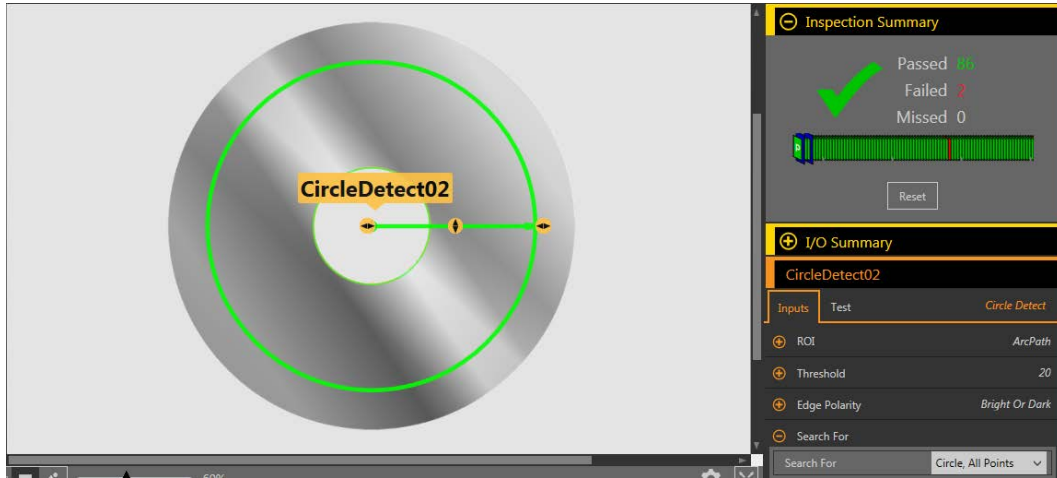 Inspection Summary
Passed 86
Failed 2
Missed 0
Reset
I/O Summary
CircleDetect02
CircleDetect02
Inputs Test Circle Detect
ROI ArcPath
Threshold 20
Edge Polarity Bright Or Dark
Search For
Search For Circle, All Points